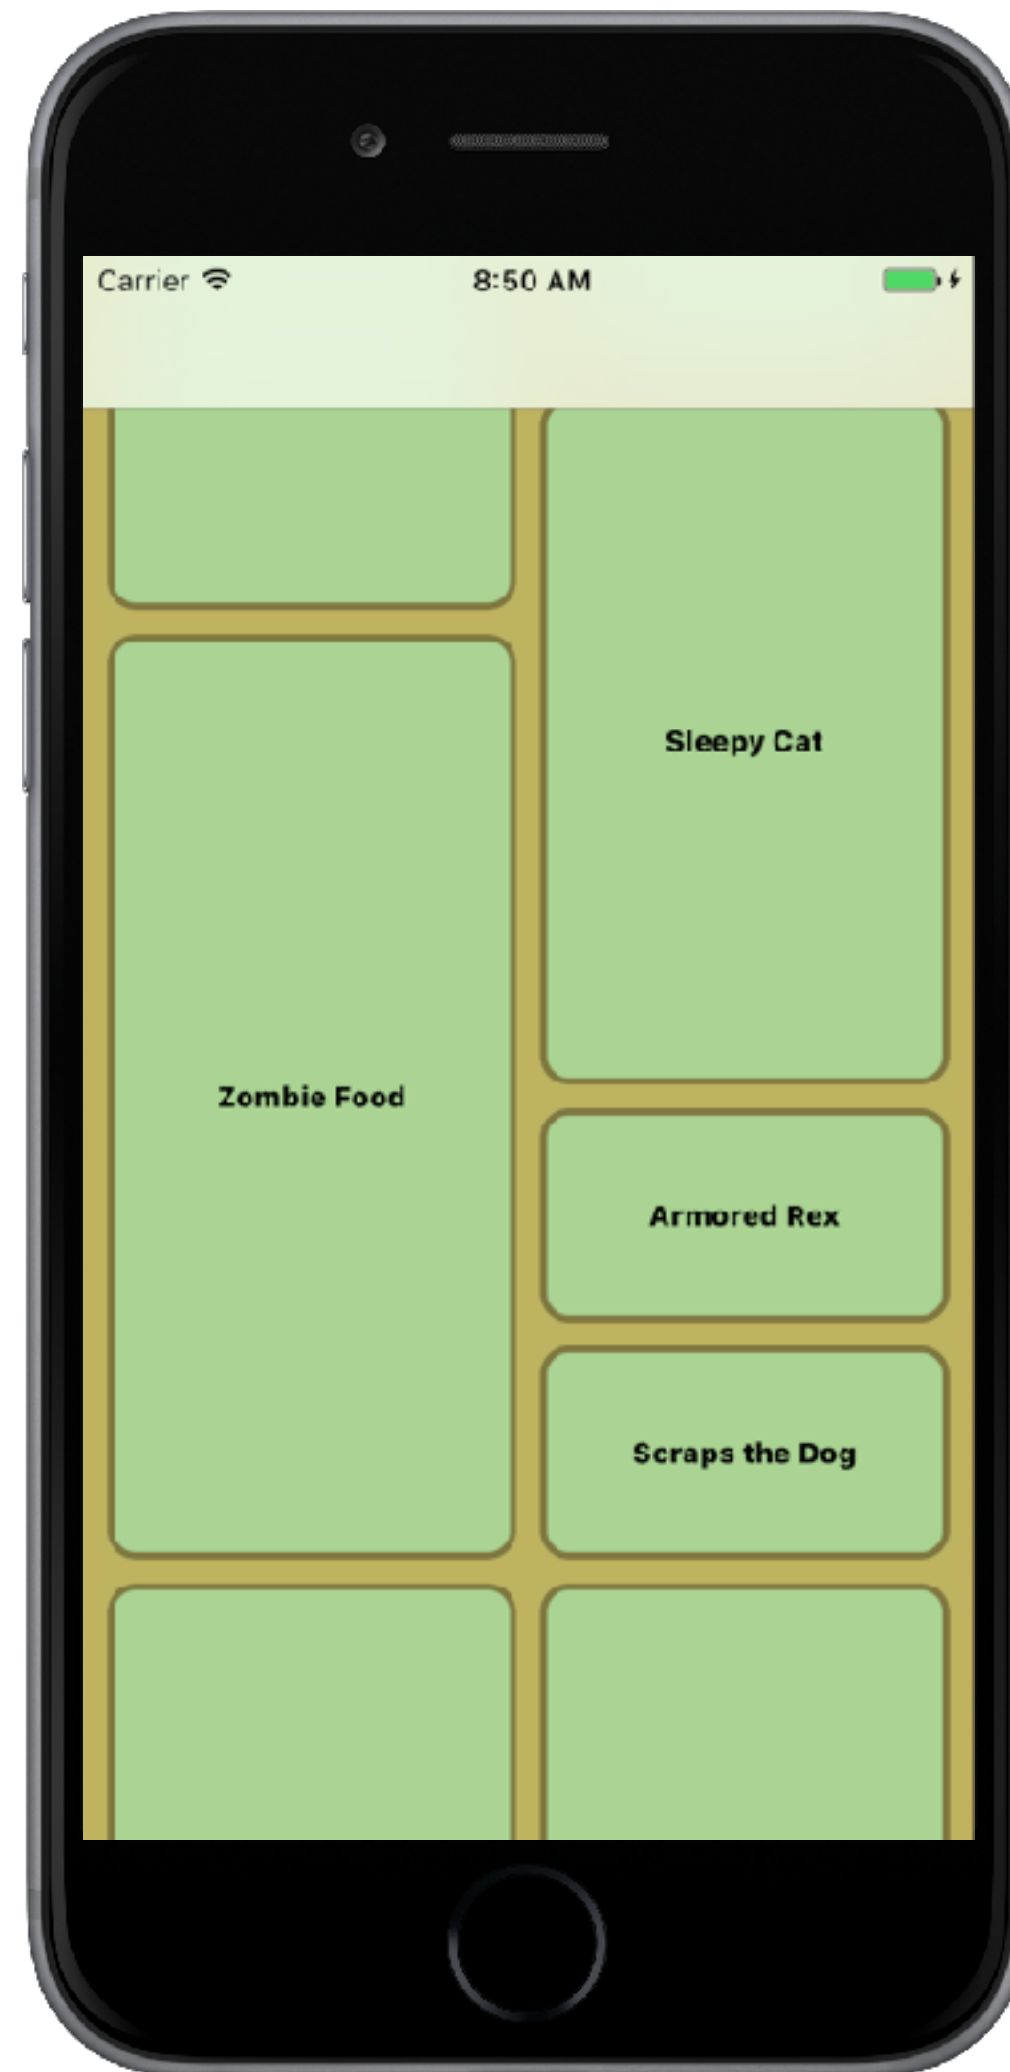 Carrier
8:50 AM
Sleepy Cat
Zombie Food
Armored Rex
Scraps the Dog